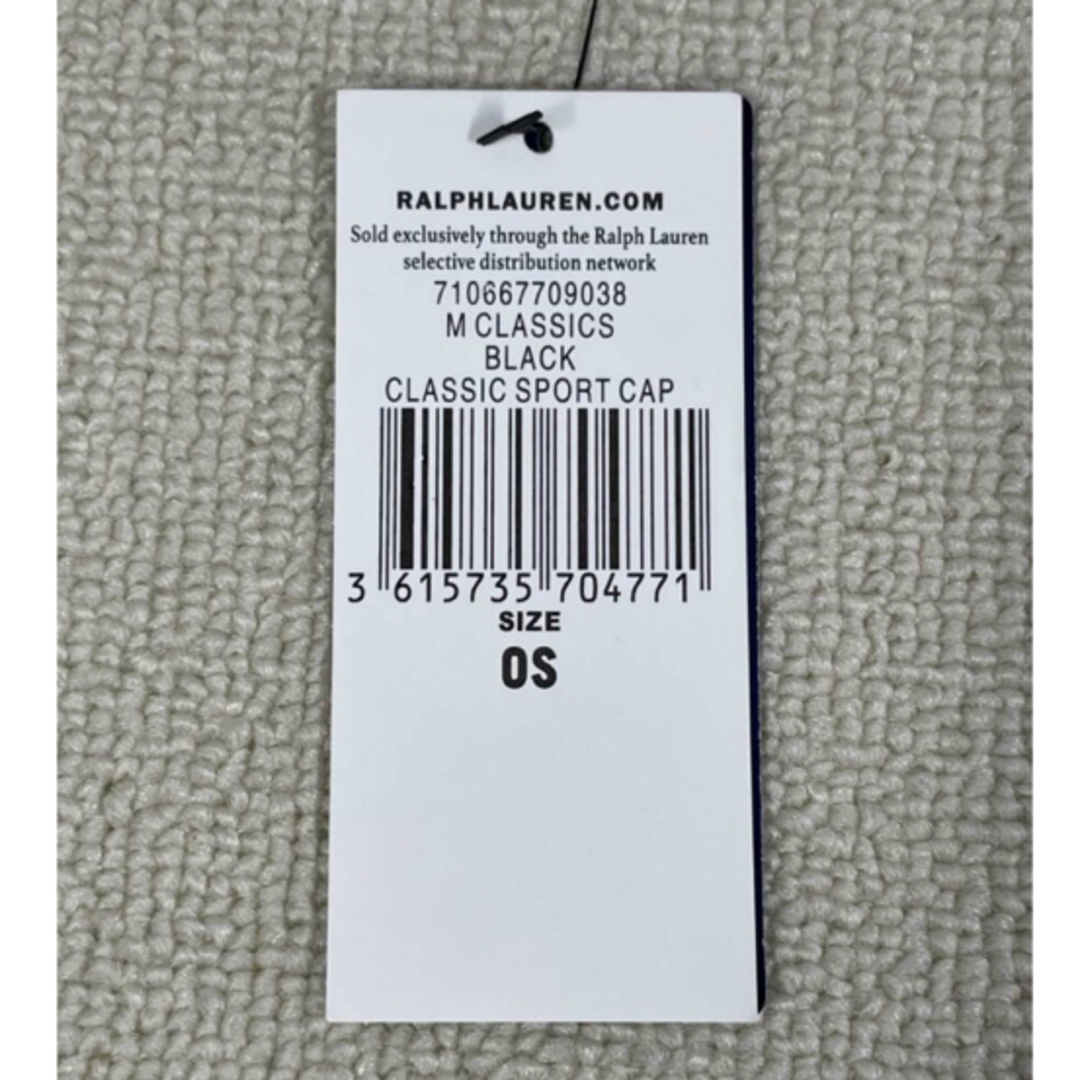 RALPHLAUREN.COM
Sold exclusively through the Ralph Lauren
selective distribution network
710667709038
M CLASSICS
BLACK
CLASSIC SPORT CAP
3 615735 704771
SIZE
OS